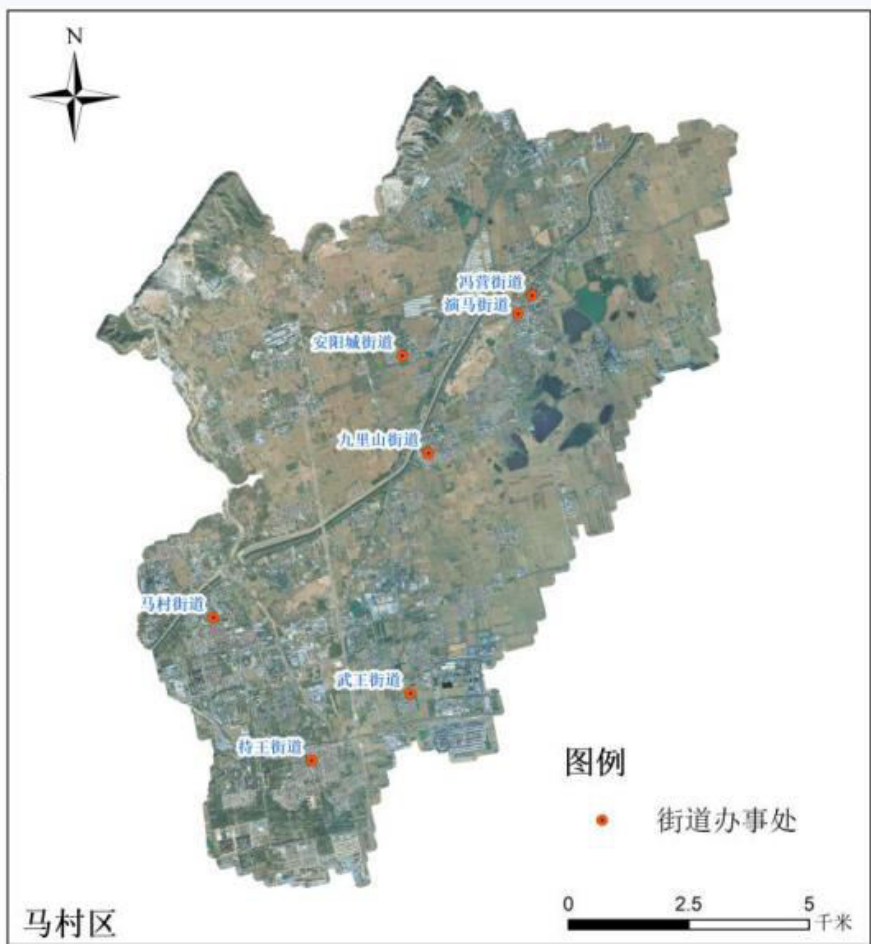 N
冯营街道
演马街道
安阳城街道
九里山街道
马村街道
武王街道
待王街道
图例
街道办事处
0 2.5 5
千米
马村区